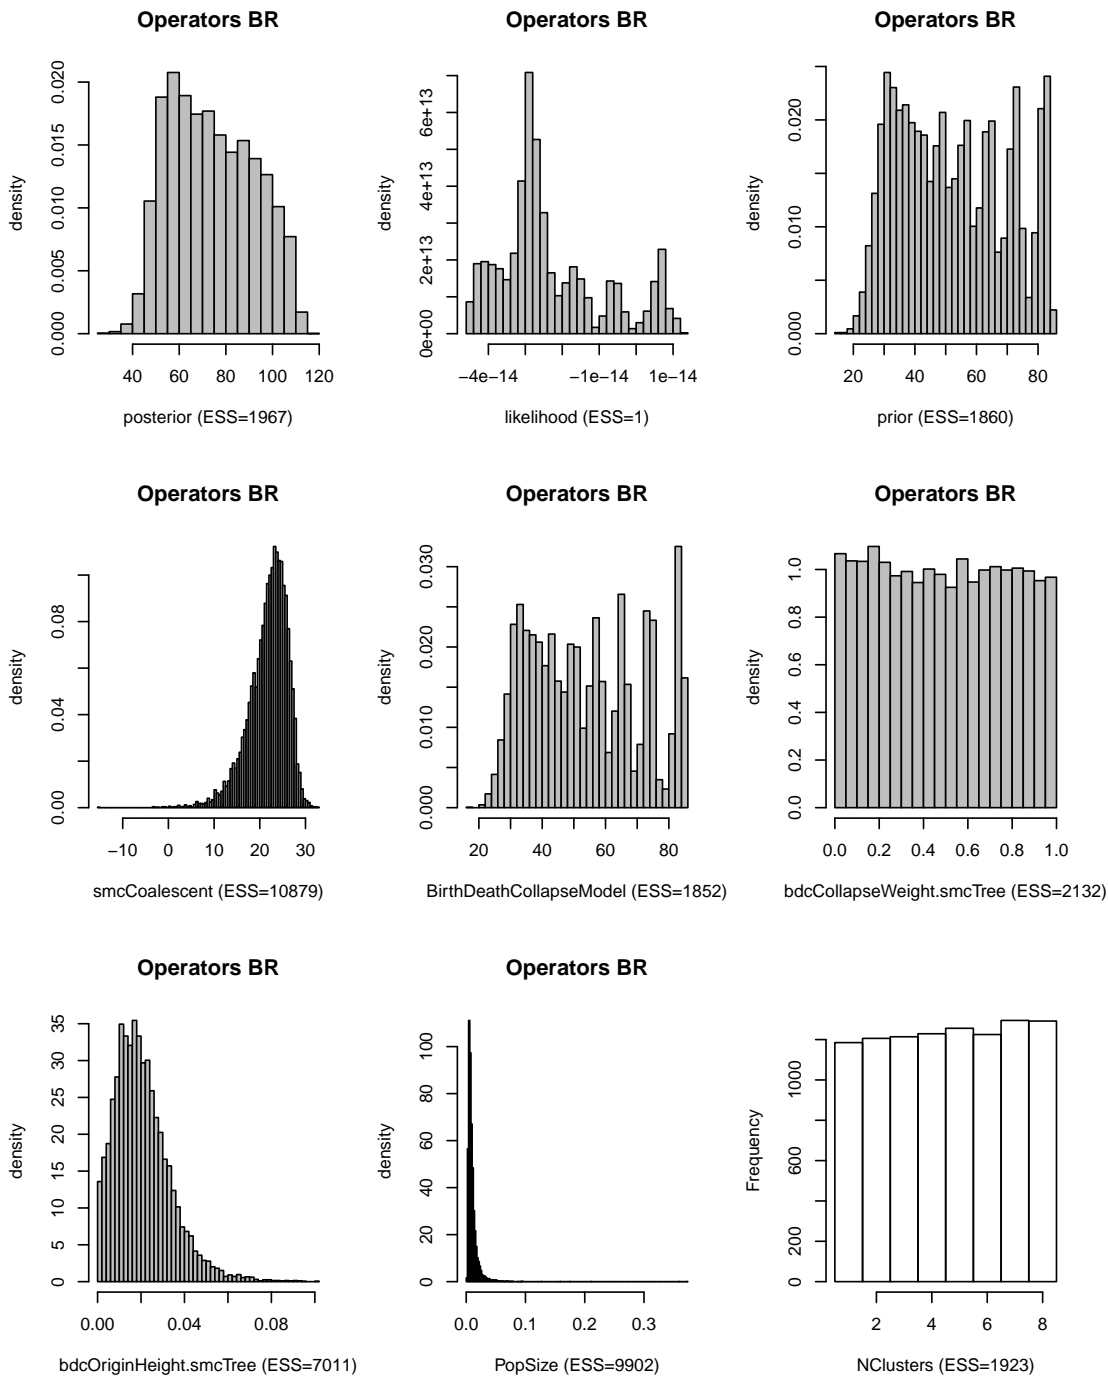 Operators BR
density
0.000 0.005 0.010 0.015 0.020
40 60 80 100 120
posterior (ESS=1967)
Operators BR
density
0e+00 2e+13 4e+13 6e+13
−4e−14 −1e−14 1e−14
likelihood (ESS=1)
Operators BR
density
0.000 0.010 0.020
20 40 60 80
prior (ESS=1860)
Operators BR
density
0.00 0.04 0.08
−10 0 10 20 30
smcCoalescent (ESS=10879)
Operators BR
density
0.000 0.010 0.020 0.030
20 40 60 80
BirthDeathCollapseModel (ESS=1852)
Operators BR
density
0.0 0.2 0.4 0.6 0.8 1.0
0.0 0.2 0.4 0.6 0.8 1.0
bdcCollapseWeight.smcTree (ESS=2132)
Operators BR
density
0 5 10 15 20 25 30 35
0.00 0.04 0.08
bdcOriginHeight.smcTree (ESS=7011)
Operators BR
density
0 20 40 60 80 100
0.0 0.1 0.2 0.3
PopSize (ESS=9902)
Frequency
0 200 600 1000
2 4 6 8
NClusters (ESS=1923)